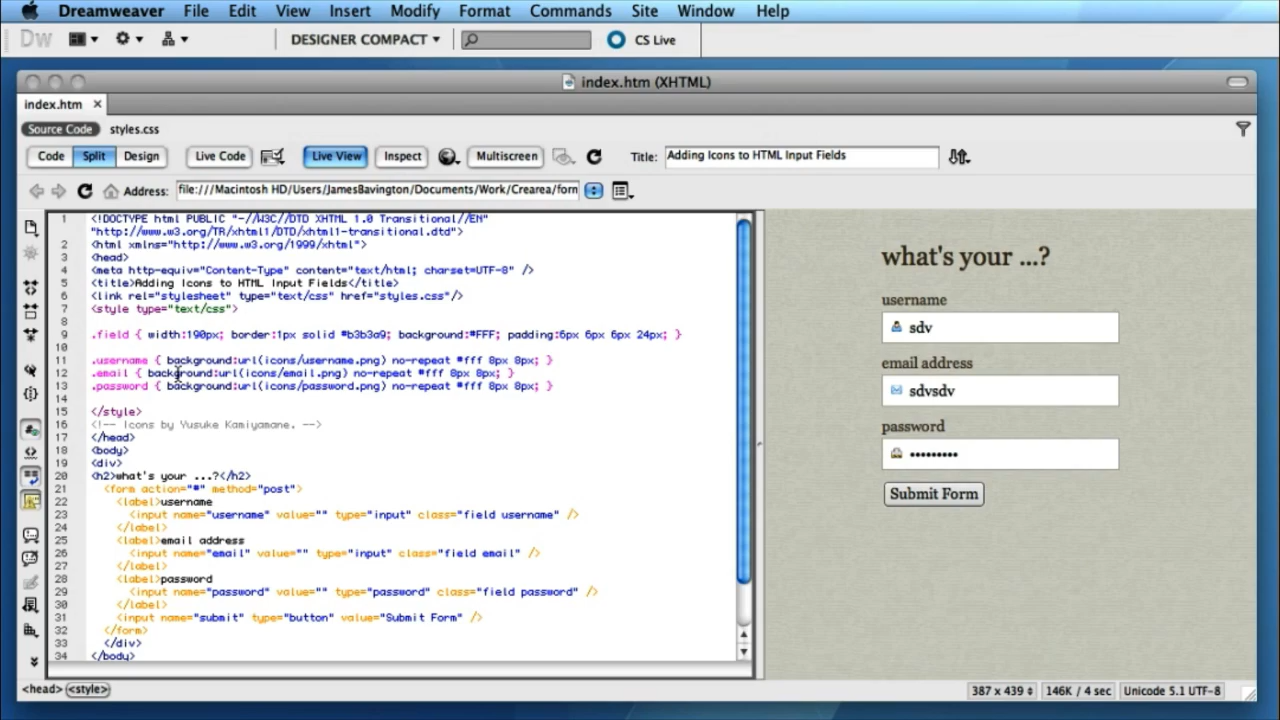 Dreamweaver File Edit View Insert Modify Format Commands Site Window Help
Dw DESIGNER COMPACT CS Live
index.htm (XHTML)
index.htm
Source Code styles.css
Code Split Design Live Code Live View Inspect Multiscreen Title: Adding Icons to HTML Input Fields
Address: file:///Macintosh HD/Users/JamesBavington/Documents/Work/Crearea/form
1 <!DOCTYPE html PUBLIC "-//W3C//DTD XHTML 1.0 Transitional//EN"
"http://www.w3.org/TR/xhtml1/DTD/xhtml1-transitional.dtd">
2 <html xmlns="http://www.w3.org/1999/xhtml">
3 <head>
4 <meta http-equiv="Content-Type" content="text/html; charset=UTF-8" />
5 <title>Adding Icons to HTML Input Fields</title>
6 <link rel="stylesheet" type="text/css" href="styles.css"/>
7 <style type="text/css">
8
9 .field { width:190px; border:1px solid #b3b3a9; background:#FFF; padding:6px 6px 6px 24px; }
10
11 .username { background:url(icons/username.png) no-repeat #fff 8px 8px; }
12 .email { background:url(icons/email.png) no-repeat #fff 8px 8px; }
13 .password { background:url(icons/password.png) no-repeat #fff 8px 8px; }
14
15 </style>
16 <!-- Icons by Yusuke Kamiyamane. -->
17 </head>
18 <body>
19 <div>
20 <h2>what's your ...?</h2>
21 <form action="#" method="post">
22 <label>username
23 <input name="username" value="" type="input" class="field username" />
24 </label>
25 <label>email address
26 <input name="email" value="" type="input" class="field email" />
27 </label>
28 <label>password
29 <input name="password" value="" type="password" class="field password" />
30 </label>
31 <input name="submit" type="button" value="Submit Form" />
32 </form>
33 </div>
34 </body>
what's your ...?
username
sdv
email address
sdvsdv
password
•••••••••
Submit Form
<head> <style> 387 x 439 146K / 4 sec Unicode 5.1 UTF-8